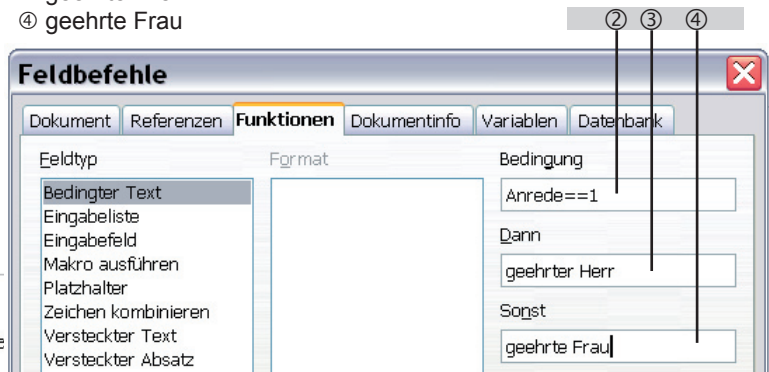 ④ geehrte Frau
② ③ ④
Feldbefehle
Dokument Referenzen Funktionen Dokumentinfo Variablen Datenbank
Feldtyp
Bedingter Text
Eingabeliste
Eingabefeld
Makro ausführen
Platzhalter
Zeichen kombinieren
Versteckter Text
Versteckter Absatz
Format
Bedingung
Anrede==1
Dann
geehrter Herr
Sonst
geehrte Frau